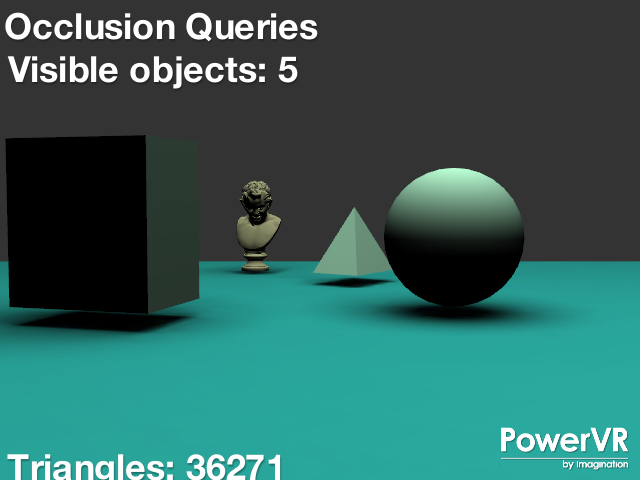 Occlusion Queries
Visible objects: 5
PowerVR
by Imagination
Triangles: 36271